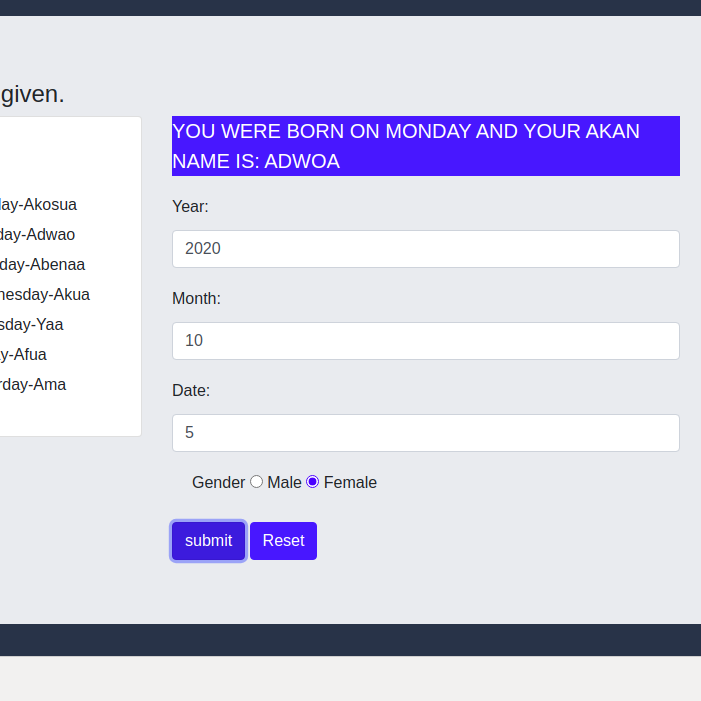 given.
YOU WERE BORN ON MONDAY AND YOUR AKAN
NAME IS: ADWOA
ay-Akosua
day-Adwao
day-Abenaa
nesday-Akua
sday-Yaa
y-Afua
rday-Ama
Year:
2020
Month:
10
Date:
5
Gender Male Female
submit Reset